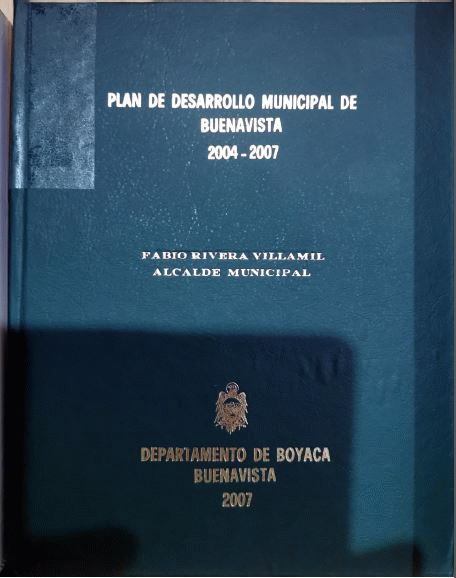 PLAN DE DESARROLLO MUNICIPAL DE
BUENAVISTA
2004-2007
FABIO RIVERA VILLAMIL
ALCALDE MUNICIPAL
DEPARTAMENTO DE BOYACA
BUENAVISTA
2007